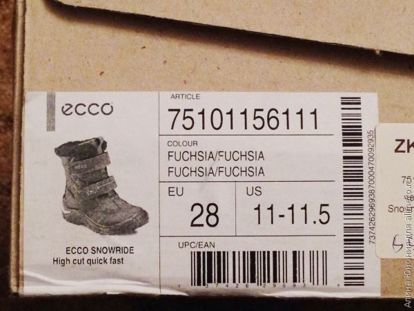 ecco
ARTICLE
75101156111
COLOUR
FUCHSIA/FUCHSIA
FUCHSIA/FUCHSIA
EU
US
28
11-11.5
ECCO SNOWRIDE
High cut quick fast
UPC/EAN
ZK
75